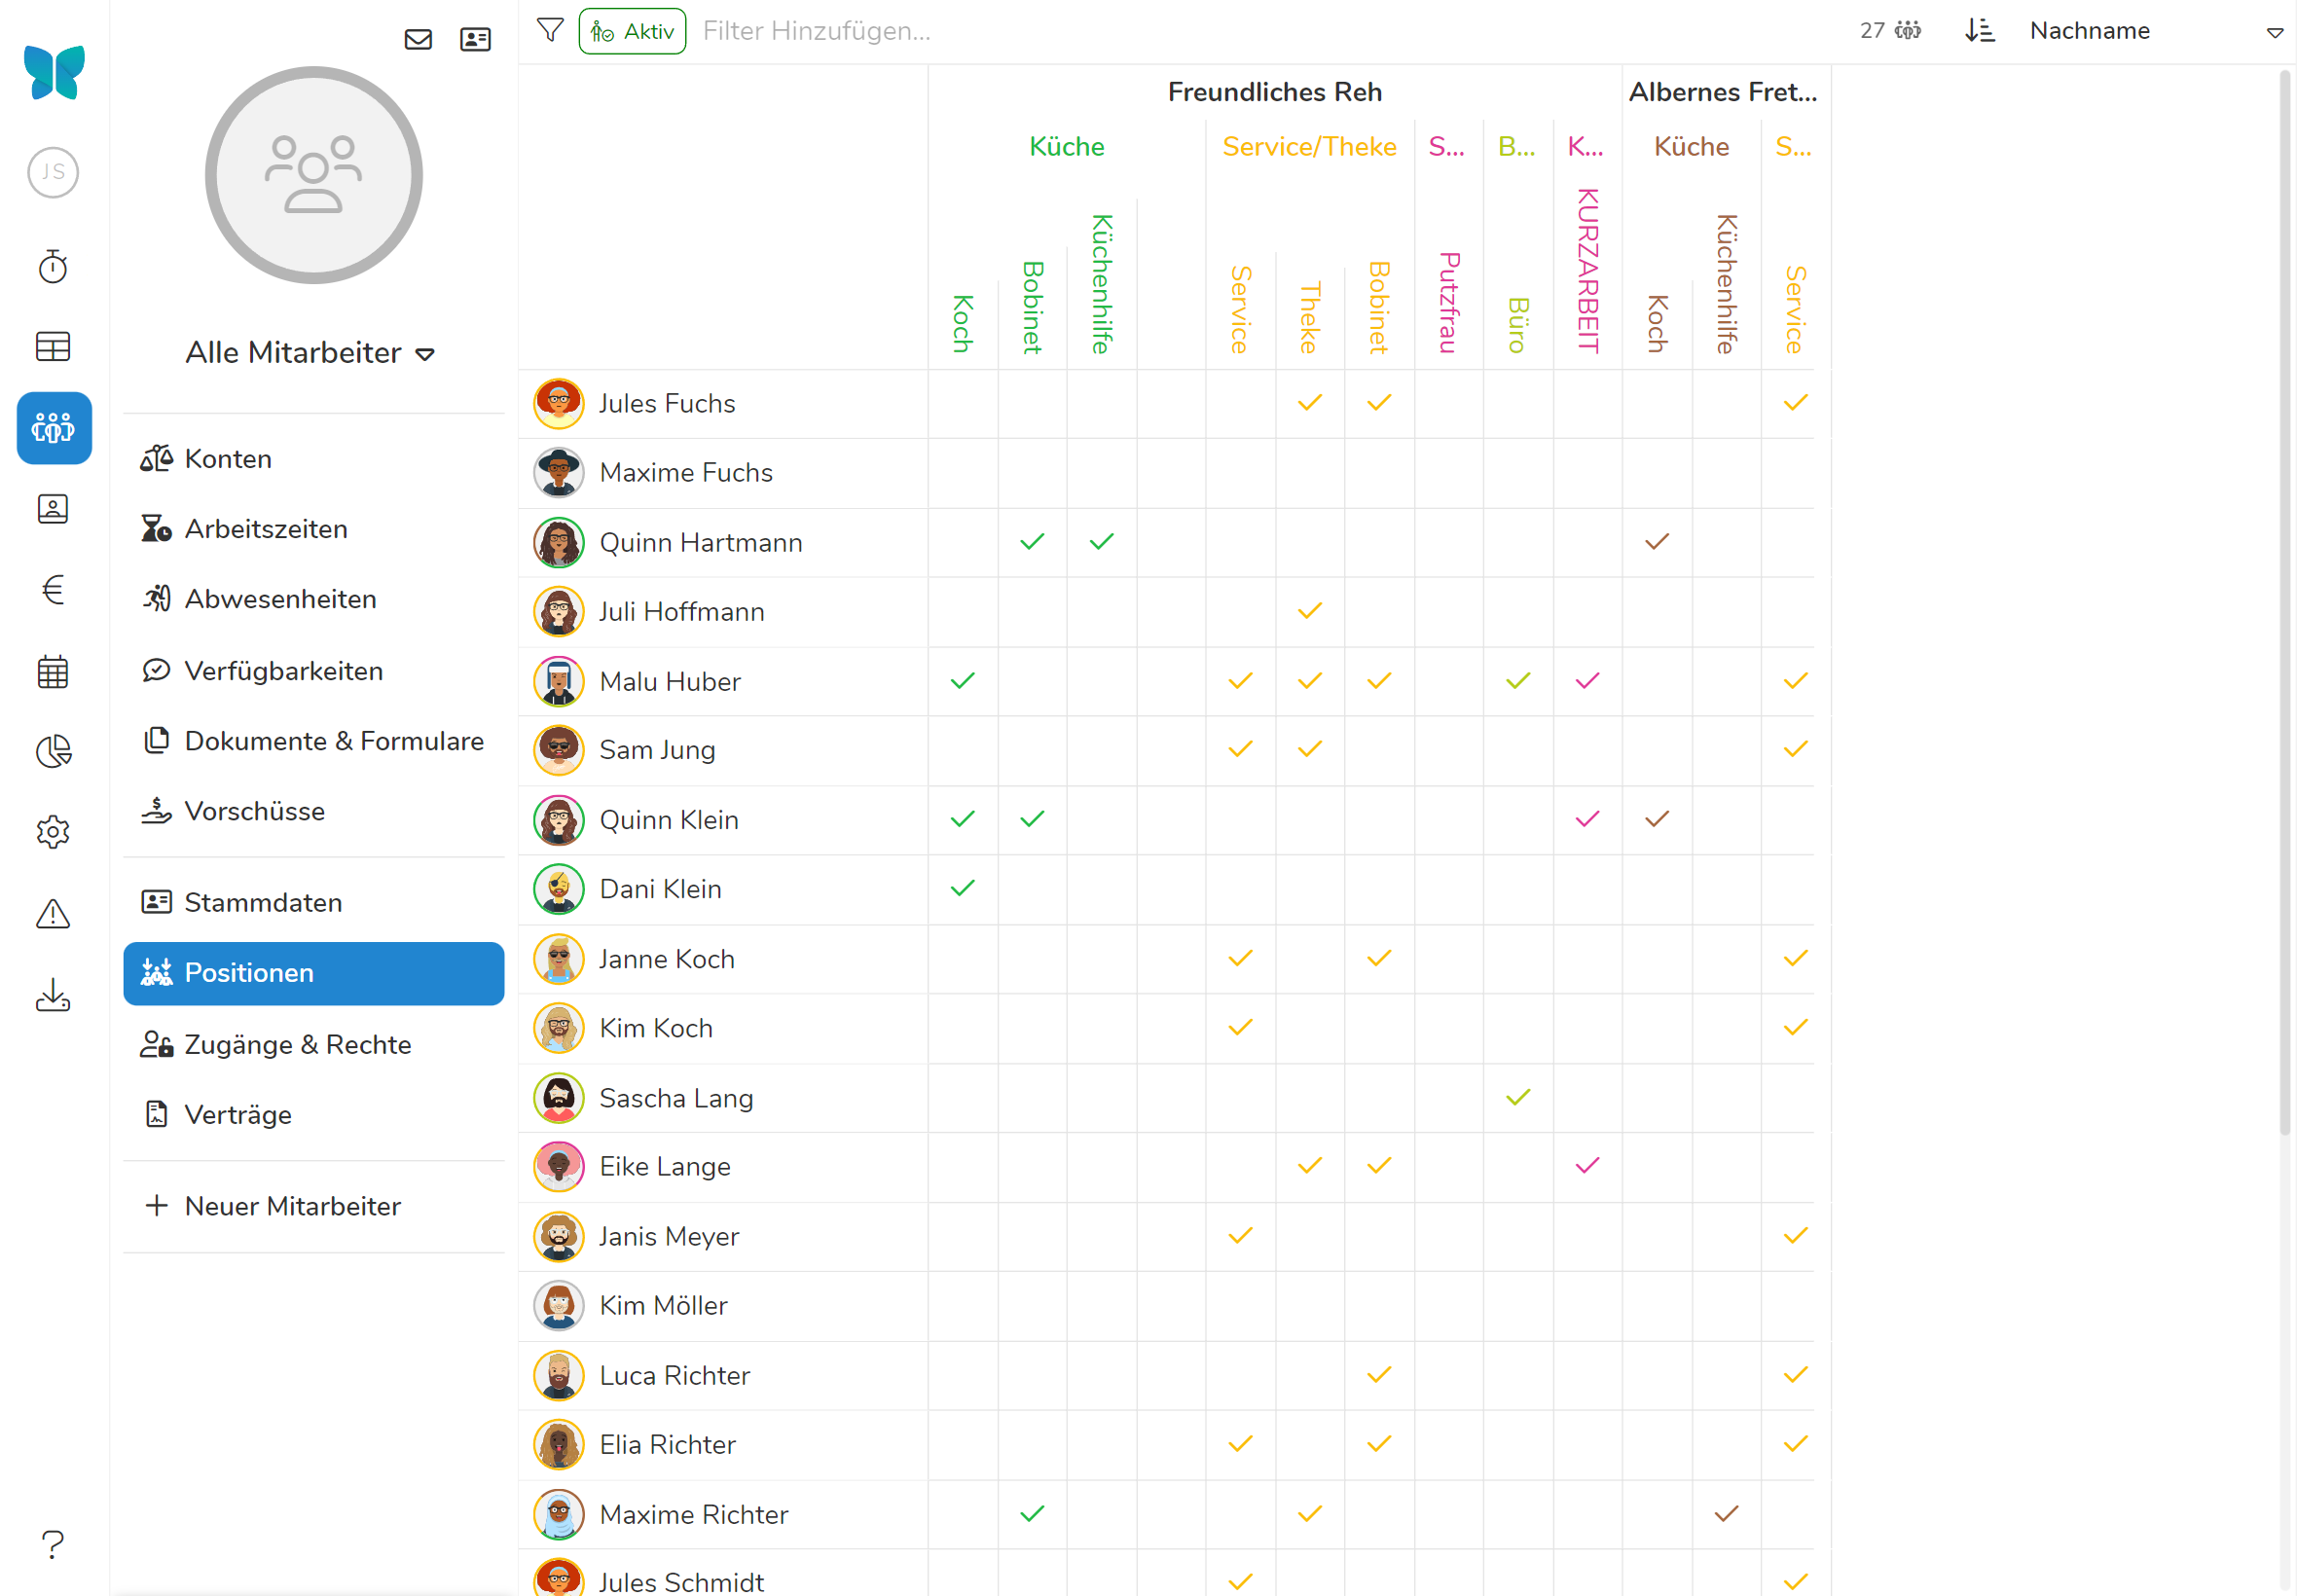 Aktiv
Filter Hinzufügen...
27
Nachname
JS
Alle Mitarbeiter
Konten
Arbeitszeiten
Abwesenheiten
Verfügbarkeiten
Dokumente & Formulare
Vorschüsse
Stammdaten
Positionen
Zugänge & Rechte
Verträge
Neuer Mitarbeiter
Freundliches Reh
Albernes Fret...
Küche
Service/Theke
S...
B...
K...
Küche
S...
Koch
Bobinet
Küchenhilfe
Service
Theke
Bobinet
Putzfrau
Büro
KURZARBEIT
Koch
Küchenhilfe
Service
Jules Fuchs
Maxime Fuchs
Quinn Hartmann
Juli Hoffmann
Malu Huber
Sam Jung
Quinn Klein
Dani Klein
Janne Koch
Kim Koch
Sascha Lang
Eike Lange
Janis Meyer
Kim Möller
Luca Richter
Elia Richter
Maxime Richter
Jules Schmidt